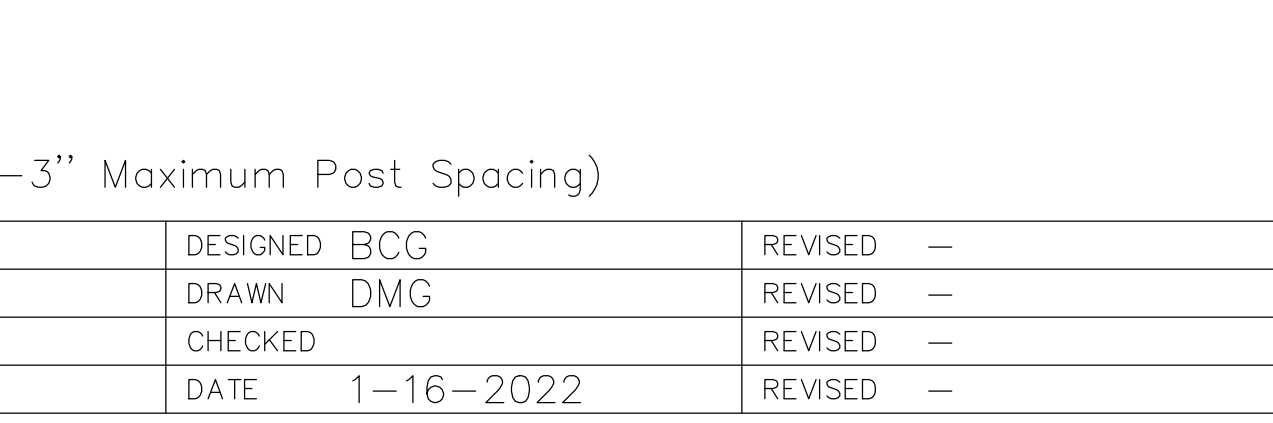 -3" Maximum Post Spacing)
DESIGNED BCG REVISED -
DRAWN DMG REVISED -
CHECKED REVISED -
DATE 1-16-2022 REVISED -